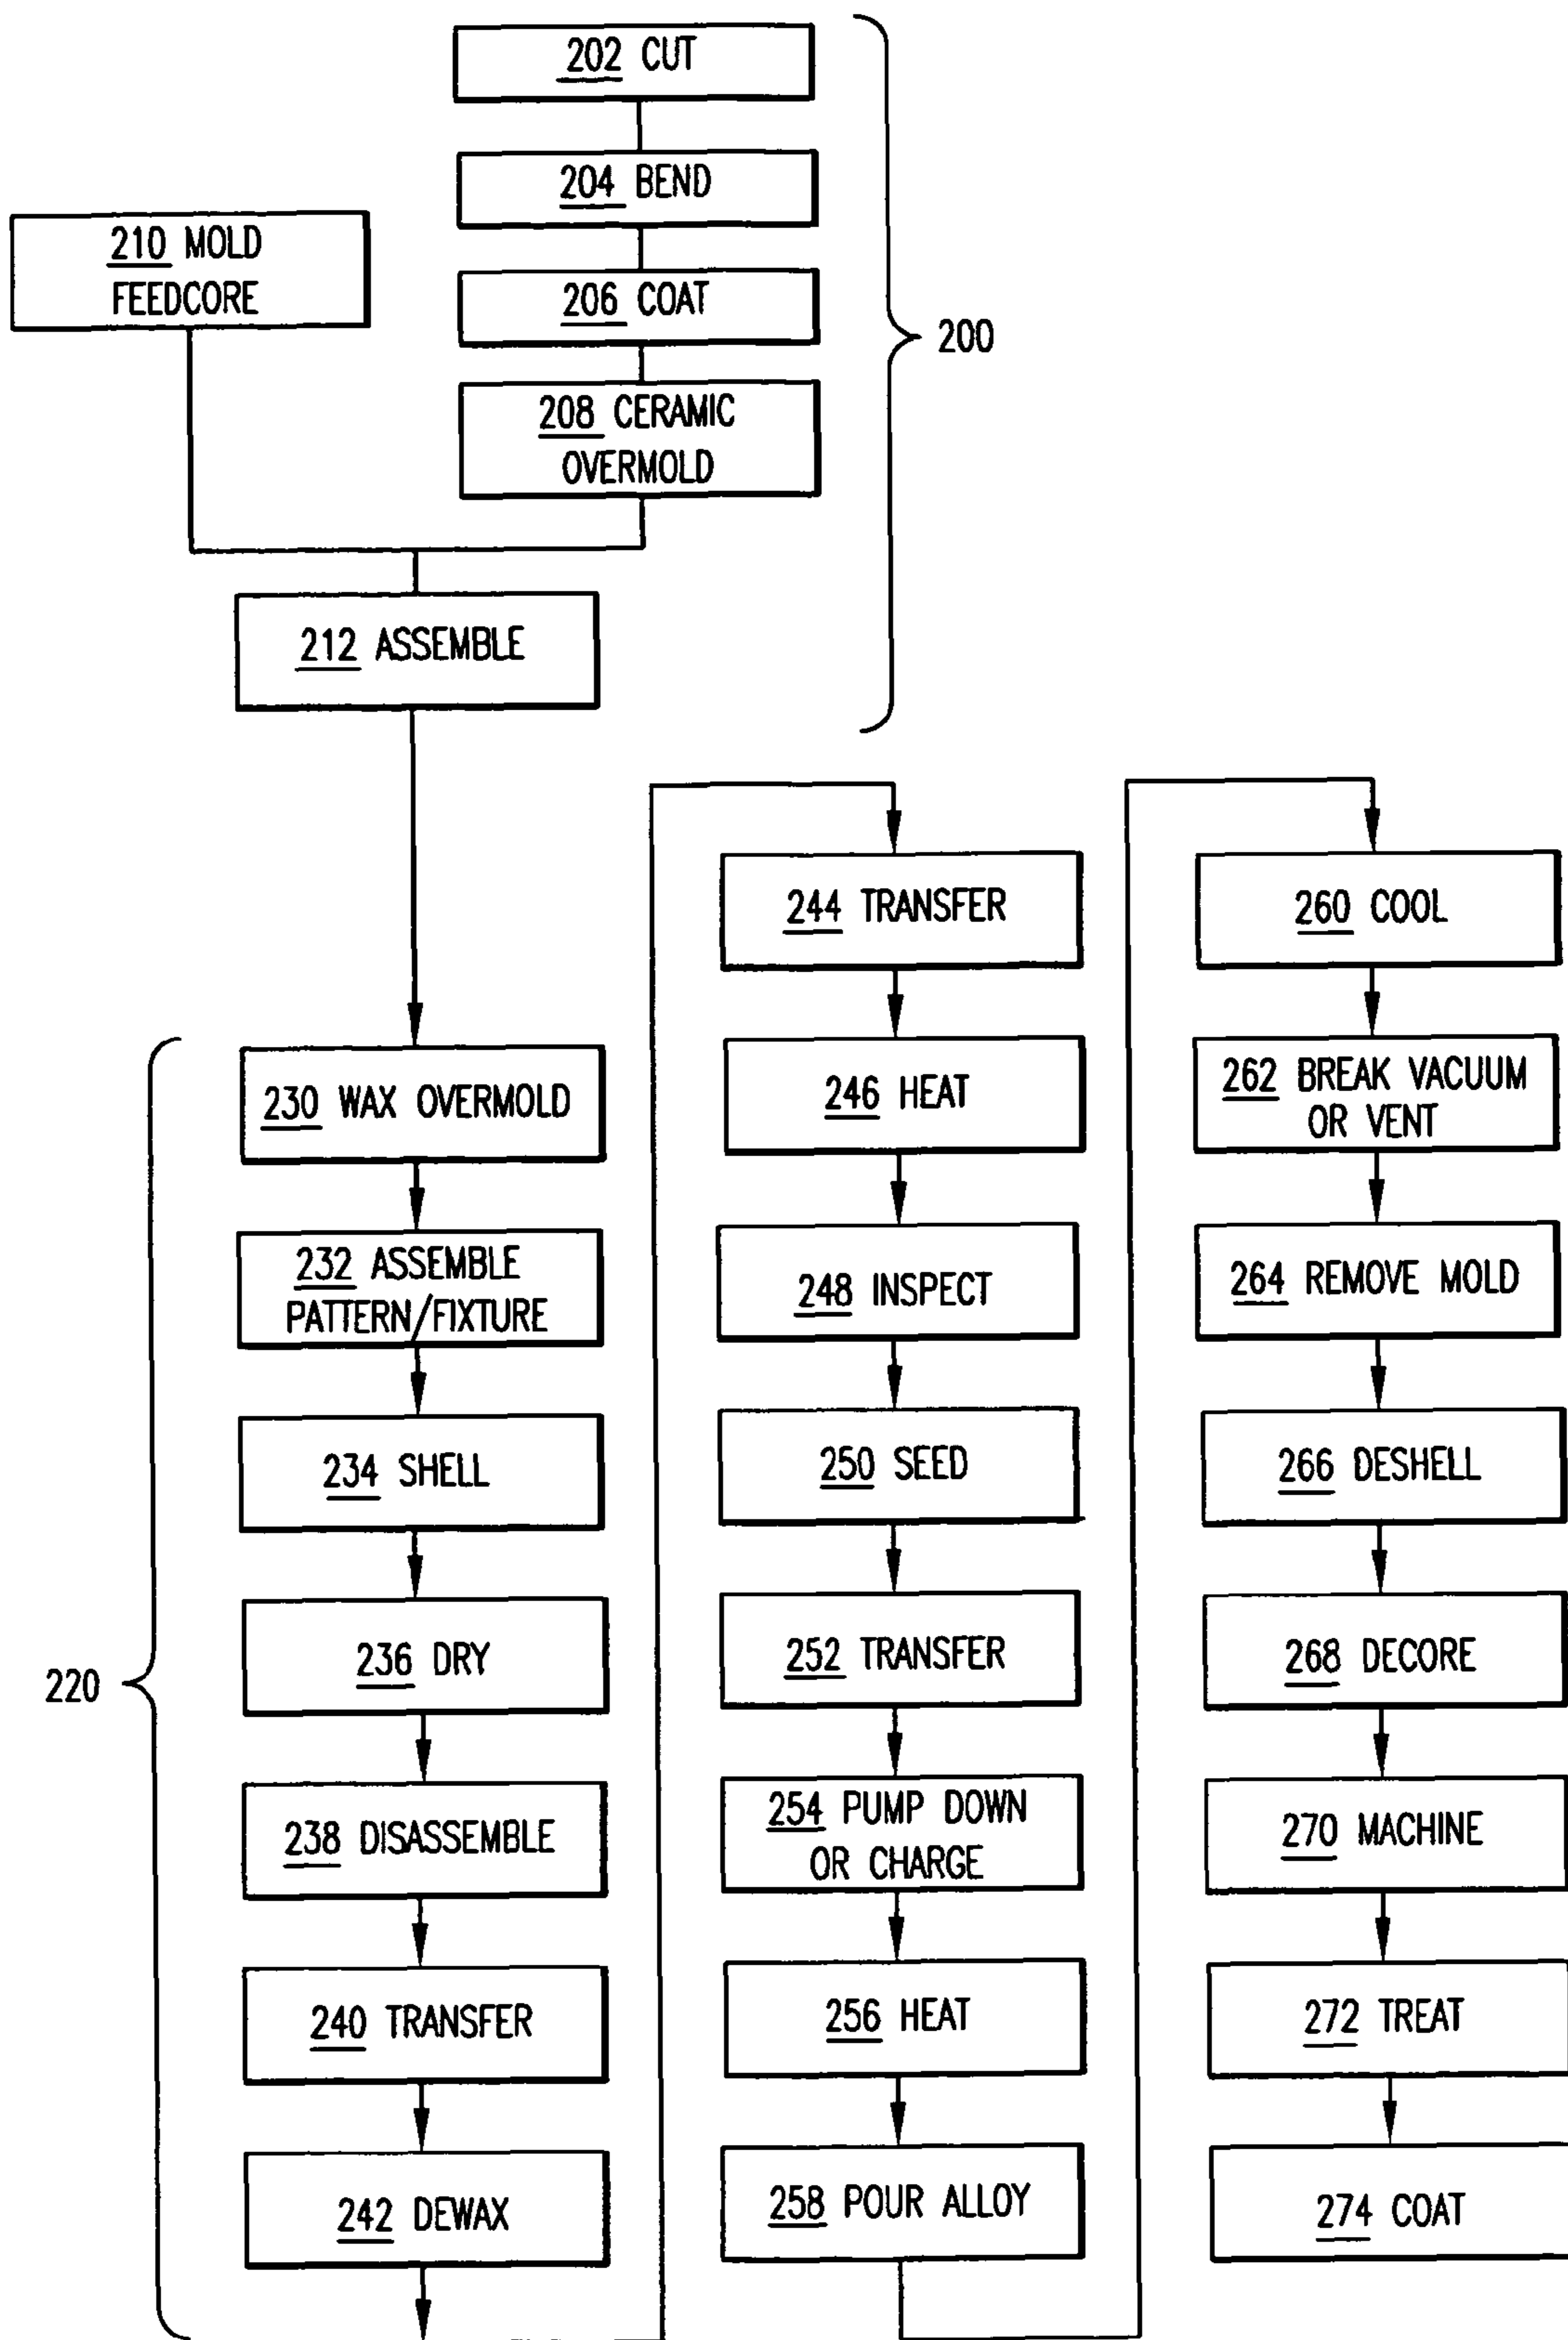 202 CUT
204 BEND
210 MOLD
FEEDCORE
206 COAT
200
208 CERAMIC
OVERMOLD
212 ASSEMBLE
220
230 WAX OVERMOLD
232 ASSEMBLE
PATTERN/FIXTURE
234 SHELL
236 DRY
238 DISASSEMBLE
240 TRANSFER
242 DEWAX
244 TRANSFER
246 HEAT
248 INSPECT
250 SEED
252 TRANSFER
254 PUMP DOWN
OR CHARGE
256 HEAT
258 POUR ALLOY
260 COOL
262 BREAK VACUUM
OR VENT
264 REMOVE MOLD
266 DESHELL
268 DECORE
270 MACHINE
272 TREAT
274 COAT